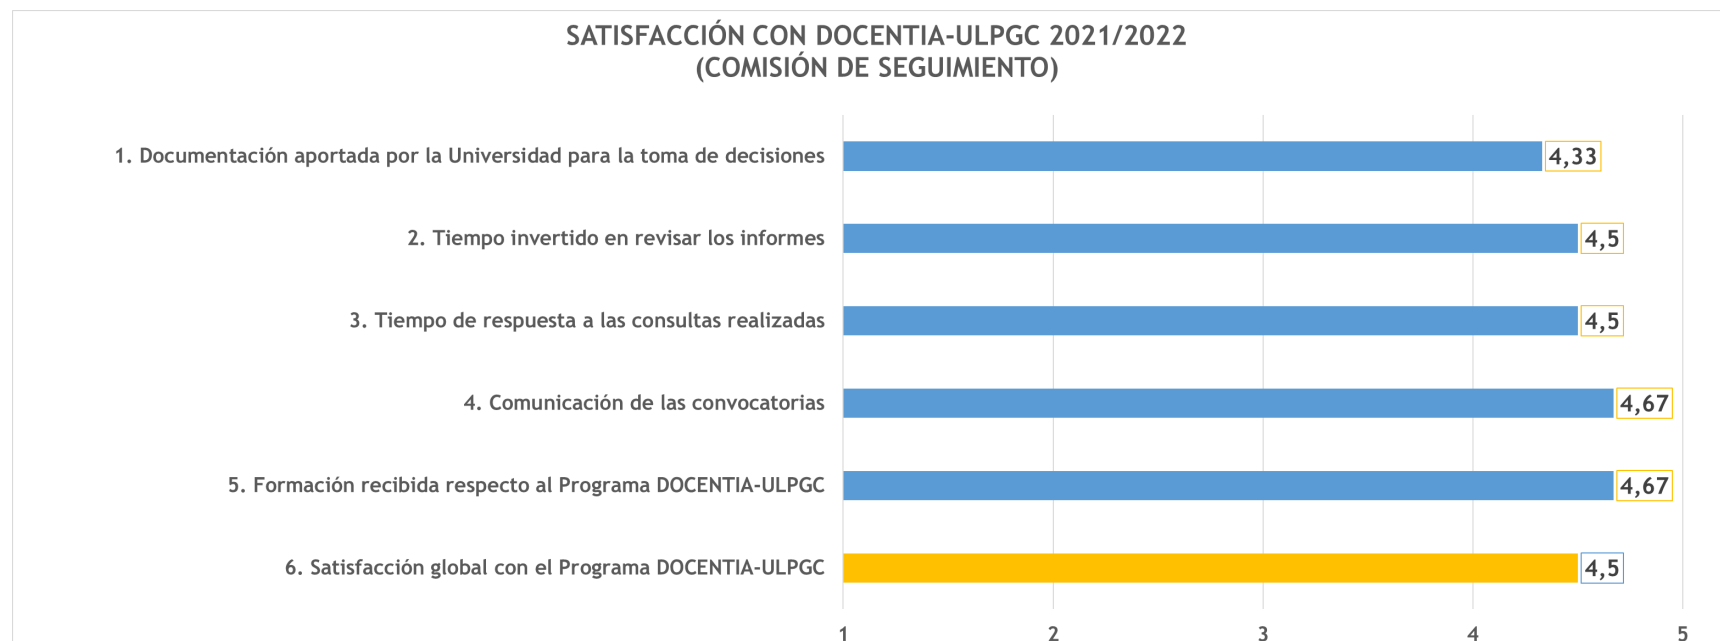 SATISFACCIÓN CON DOCENTIA-ULPGC 2021/2022
(COMISIÓN DE SEGUIMIENTO)
1. Documentación aportada por la Universidad para la toma de decisiones 4,33
2. Tiempo invertido en revisar los informes 4,5
3. Tiempo de respuesta a las consultas realizadas 4,5
4. Comunicación de las convocatorias 4,67
5. Formación recibida respecto al Programa DOCENTIA-ULPGC 4,67
6. Satisfacción global con el Programa DOCENTIA-ULPGC 4,5
1 2 3 4 5